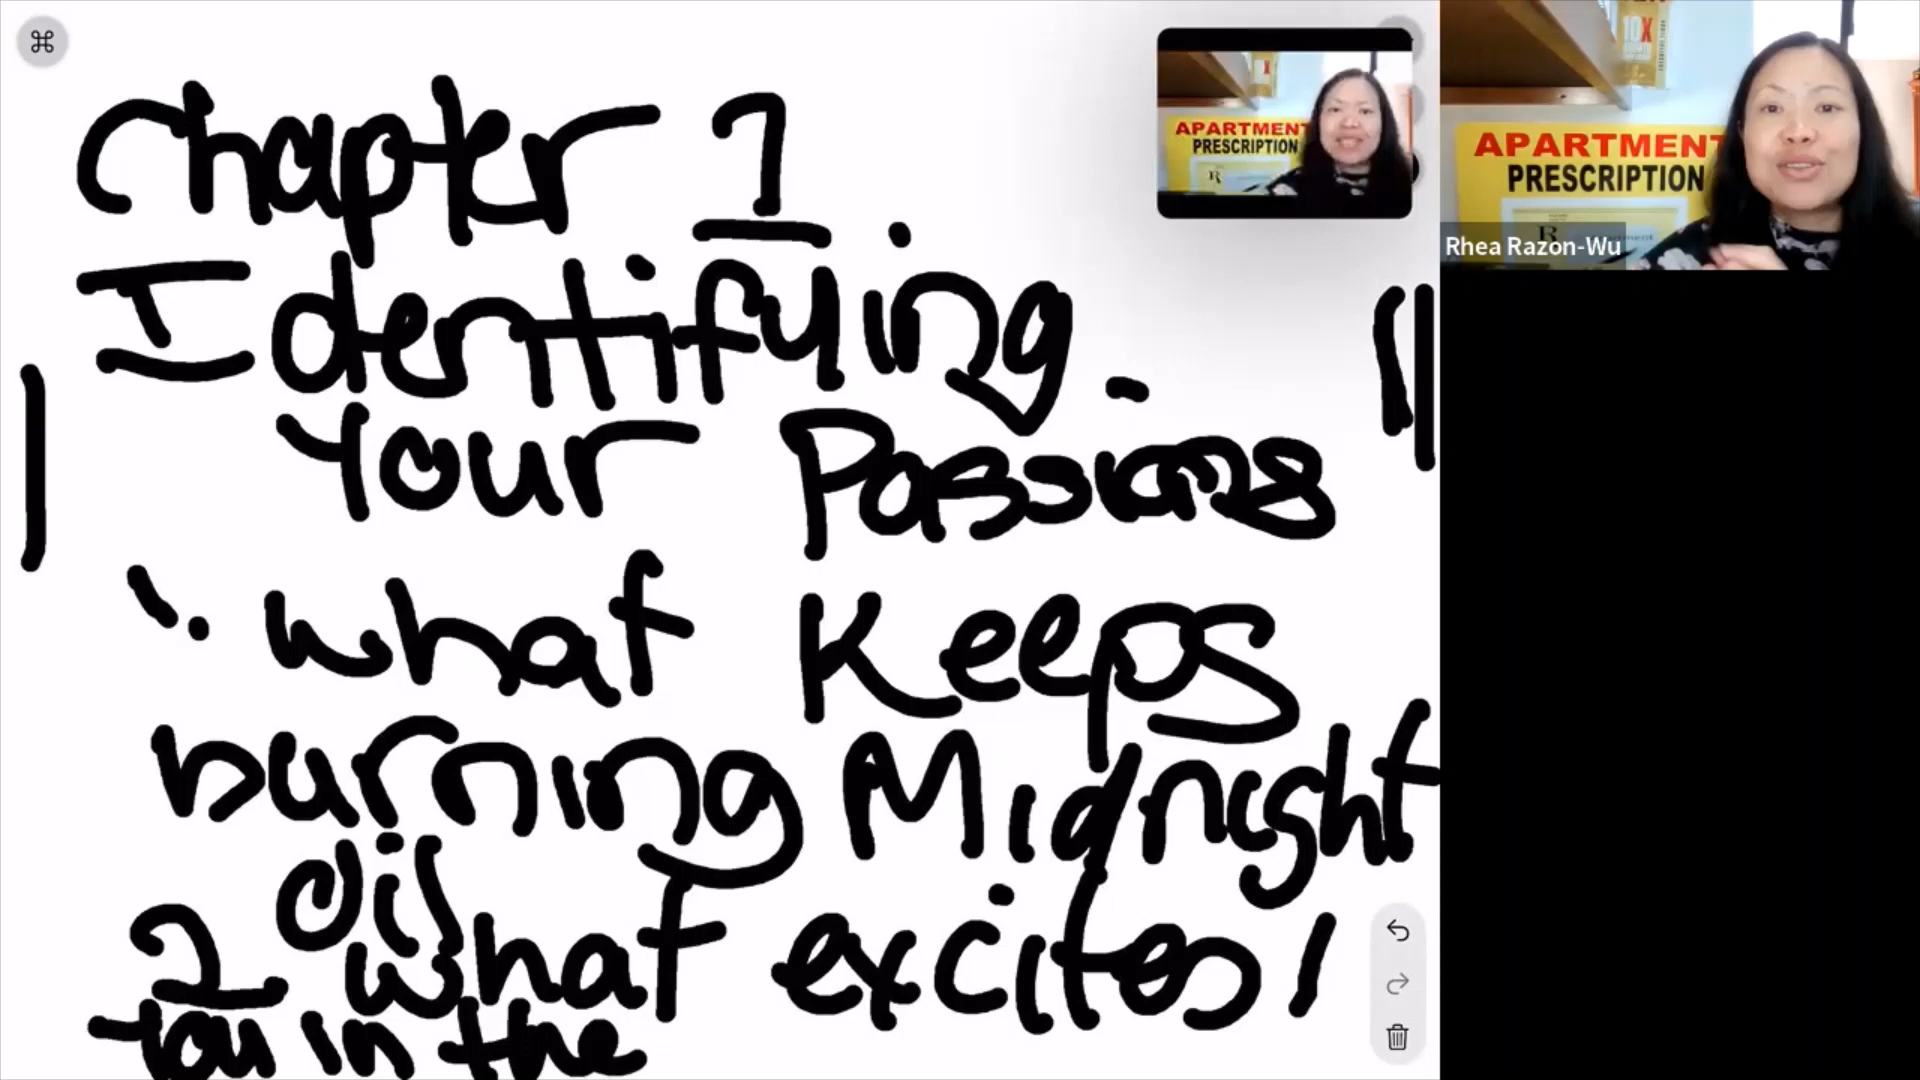 Chapter 1.
Identifying
Your Passions
1. what keeps
burning Midnight
oil
2 what excites
you in the
APARTMENT
PRESCRIPTION
R
10X
APARTMENT
PRESCRIPTION
R
Rhea Razon-Wu